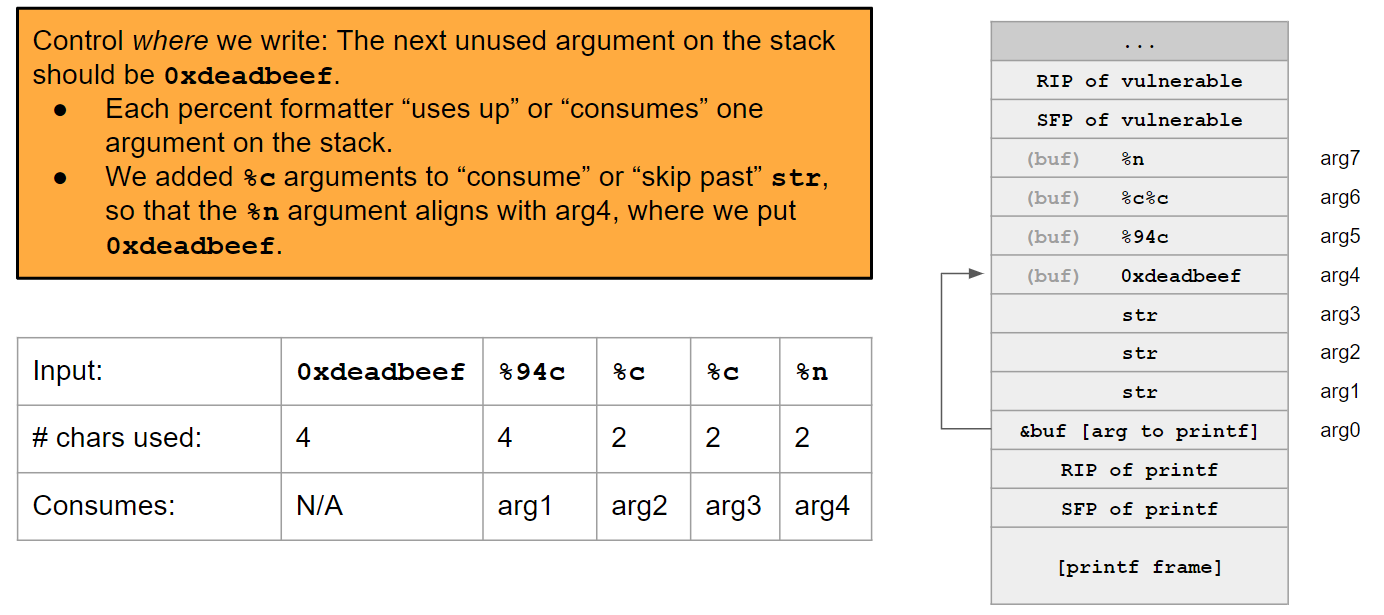 Control where we write: The next unused argument on the stack
should be 0xdeadbeef.
● Each percent formatter “uses up” or “consumes” one
argument on the stack.
● We added %c arguments to “consume” or “skip past” str,
so that the %n argument aligns with arg4, where we put
0xdeadbeef.
Input: 0xdeadbeef %94c %c %c %n
# chars used: 4 4 2 2 2
Consumes: N/A arg1 arg2 arg3 arg4
...
RIP of vulnerable
SFP of vulnerable
(buf) %n arg7
(buf) %c%c arg6
(buf) %94c arg5
(buf) 0xdeadbeef arg4
str arg3
str arg2
str arg1
&buf [arg to printf] arg0
RIP of printf
SFP of printf
[printf frame]